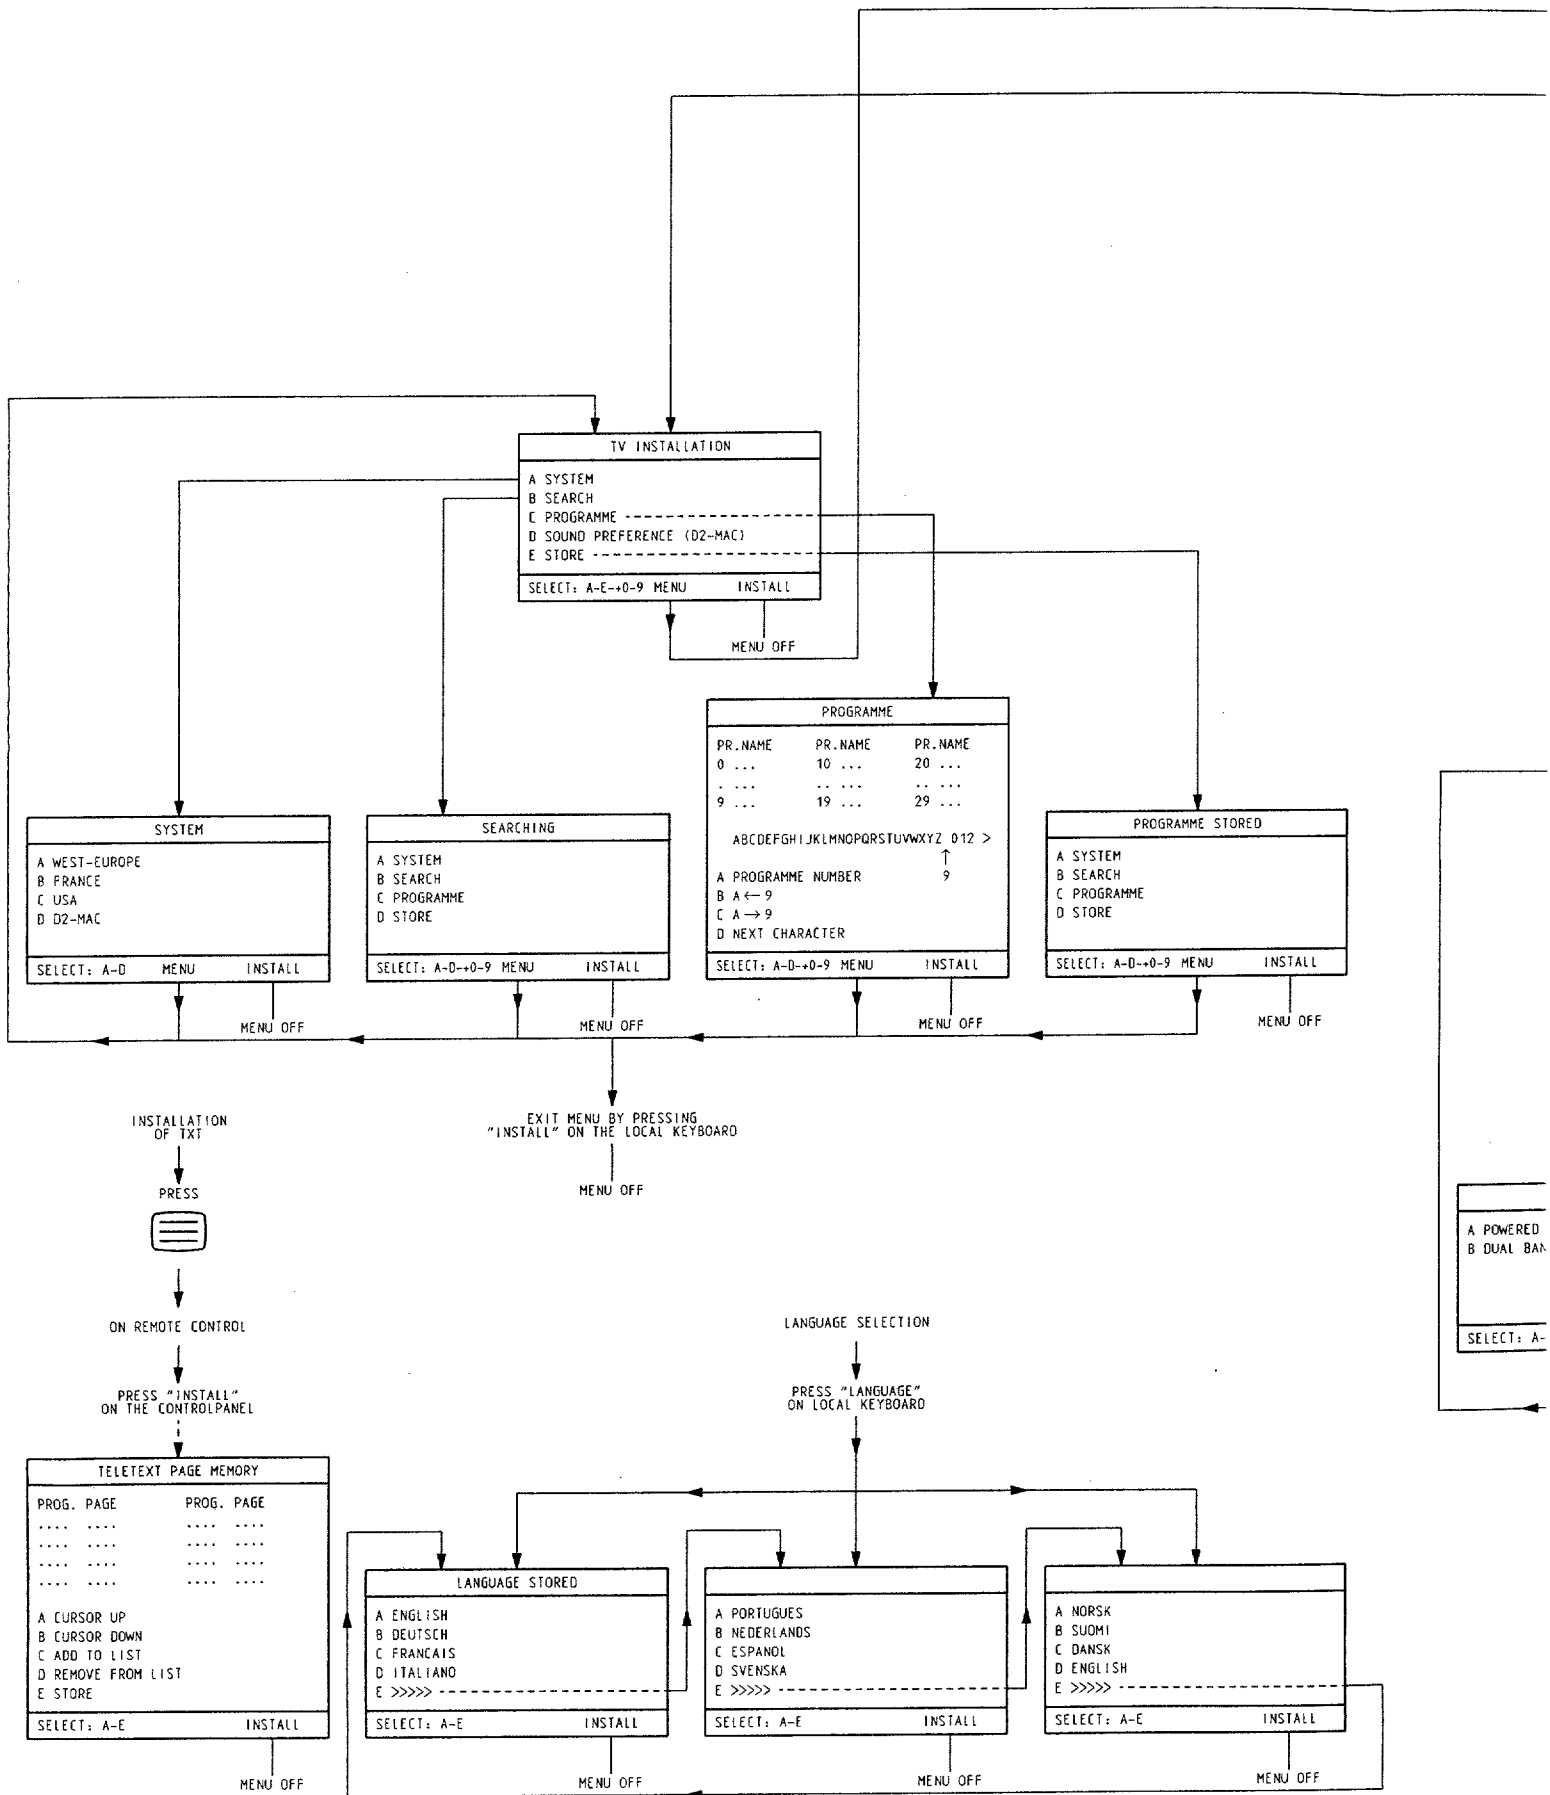 TV INSTALLATION
A SYSTEM
B SEARCH
C PROGRAMME
D SOUND PREFERENCE (D2-MAC)
E STORE
SELECT: A-E-+0-9 MENU INSTALL
MENU OFF
SYSTEM
A WEST-EUROPE
B FRANCE
C USA
D D2-MAC
SELECT: A-D MENU INSTALL
MENU OFF
SEARCHING
A SYSTEM
B SEARCH
C PROGRAMME
D STORE
SELECT: A-D-+0-9 MENU INSTALL
MENU OFF
PROGRAMME
PR.NAME PR.NAME PR.NAME
0 ... 10 ... 20 ...
. ... .. ... .. ...
9 ... 19 ... 29 ...
ABCDEFGHIJKLMNOPQRSTUVWXYZ 012 >
↑
A PROGRAMME NUMBER 9
B A ← 9
C A → 9
D NEXT CHARACTER
SELECT: A-D-+0-9 MENU INSTALL
MENU OFF
PROGRAMME STORED
A SYSTEM
B SEARCH
C PROGRAMME
D STORE
SELECT: A-D-+0-9 MENU INSTALL
MENU OFF
EXIT MENU BY PRESSING
"INSTALL" ON THE LOCAL KEYBOARD
MENU OFF
INSTALLATION
OF TXT
PRESS
ON REMOTE CONTROL
PRESS "INSTALL"
ON THE CONTROLPANEL
TELETEXT PAGE MEMORY
PROG. PAGE PROG. PAGE
.... .... .... ....
.... .... .... ....
.... .... .... ....
.... .... .... ....
A CURSOR UP
B CURSOR DOWN
C ADD TO LIST
D REMOVE FROM LIST
E STORE
SELECT: A-E INSTALL
MENU OFF
LANGUAGE SELECTION
PRESS "LANGUAGE"
ON LOCAL KEYBOARD
LANGUAGE STORED
A ENGLISH
B DEUTSCH
C FRANCAIS
D ITALIANO
E >>>>>
SELECT: A-E INSTALL
MENU OFF
A PORTUGUES
B NEDERLANDS
C ESPANOL
D SVENSKA
E >>>>>
SELECT: A-E INSTALL
MENU OFF
A NORSK
B SUOMI
C DANSK
D ENGLISH
E >>>>>
SELECT: A-E INSTALL
MENU OFF
A POWERED
B DUAL BAN
SELECT: A-